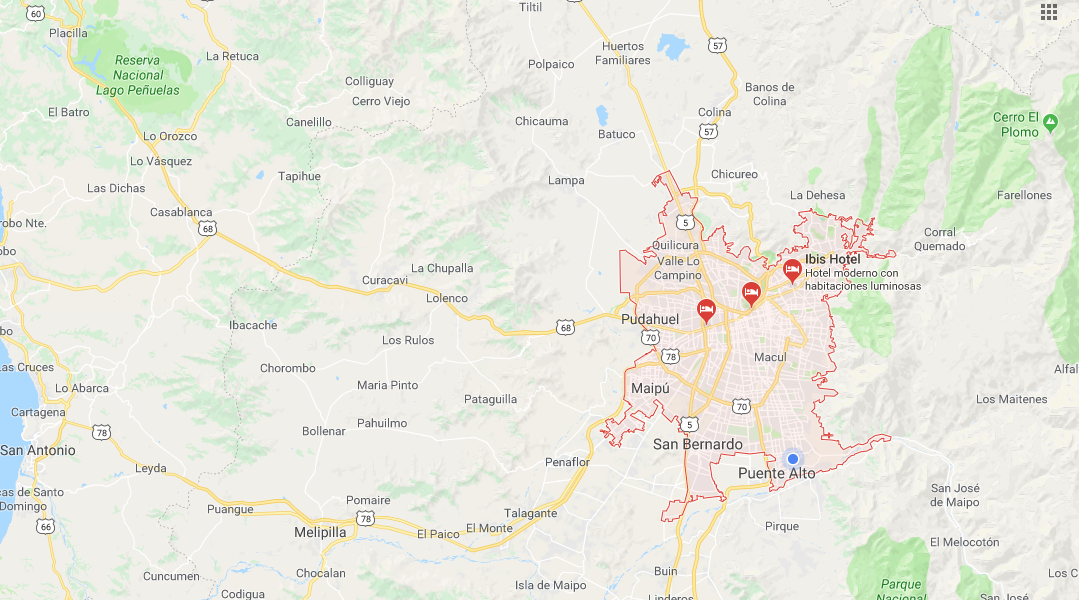 60
Tiltil
57
Placilla
Huertos
Familiares
La Retuca
Polpaico
Reserva
Nacional
Lago Peñuelas
Colliguay
Banos de
Colina
Cerro Viejo
El Batro
Colina
Canelillo
Chicauma
Cerro El
Plomo
57
Batuco
Lo Orozco
Lo Vásquez
Tapihue
Lampa
Chicureo
Las Dichas
La Dehesa
Farellones
Casablanca
robo Nte.
68
5
Corral
Quemado
Quilicura
Valle Lo
Campino
obo
Ibis Hotel
Hotel moderno con
habitaciones luminosas
La Chupalla
Curacavi
Lolenco
Pudahuel
Ibacache
68
70
bo
Los Rulos
78
Macul
Las Cruces
Chorombo
Alfal
Lo Abarca
Maria Pinto
Maipú
Pataguilla
Los Maitenes
Cartagena
70
Pahuilmo
5
78
Bollenar
San Bernardo
San Antonio
Leyda
Penaflor
Puente Alto
cas de Santo
Domingo
San José
de Maipo
Pomaire
Puangue
Talagante
78
66
Melipilla
El Paico
El Monte
Pirque
El Melocotón
Cuncumen
Chocalan
Buin
Los C
Isla de Maipo
Codigua
Parque
Nacional
Linderos
San José